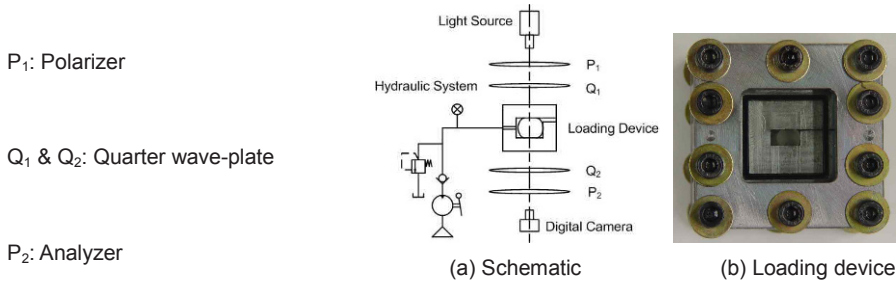 P₁: Polarizer
Q₁ & Q₂: Quarter wave-plate
P₂: Analyzer
Light Source
P₁
Hydraulic System
Q₁
Loading Device
Q₂
P₂
Digital Camera
(a) Schematic
(b) Loading device